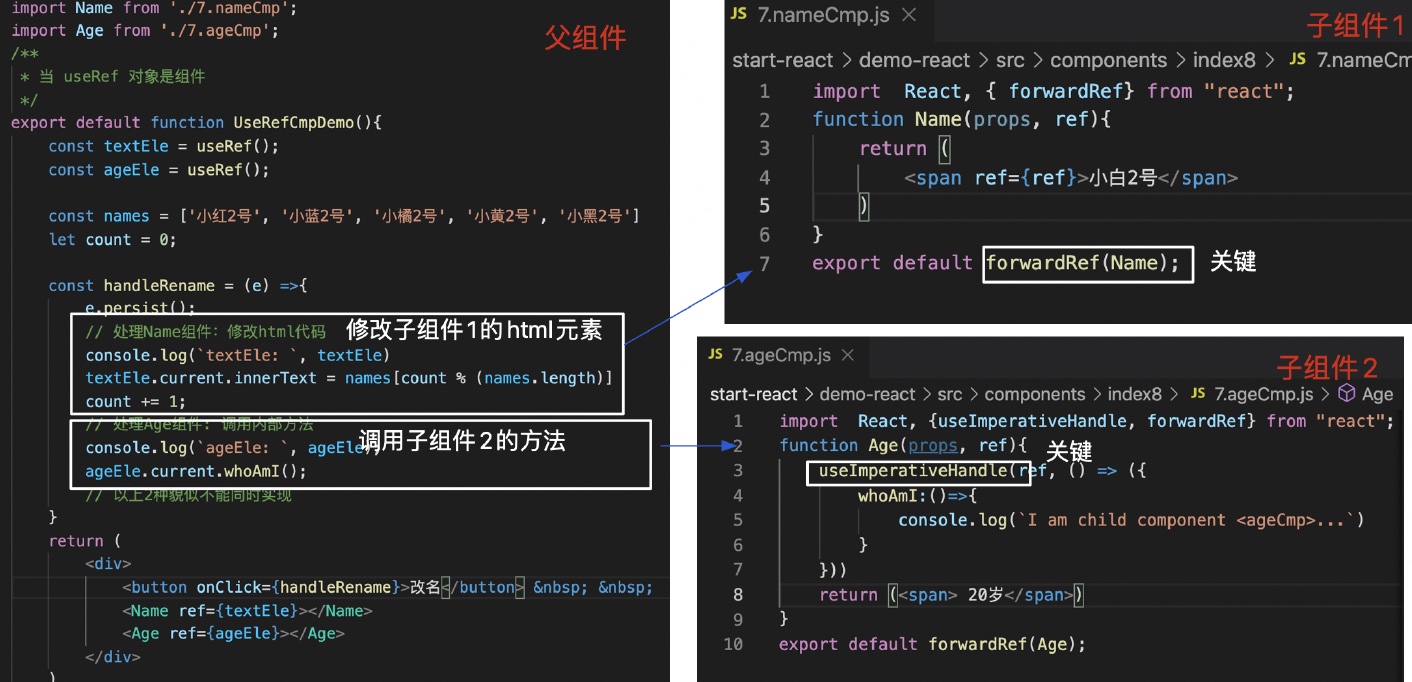 import Name from './7.nameCmp';
import Age from './7.ageCmp';
父组件
/**
* 当 useRef 对象是组件
*/
export default function UseRefCmpDemo(){
const textEle = useRef();
const ageEle = useRef();
const names = ['小红2号', '小蓝2号', '小橘2号', '小黄2号', '小黑2号']
let count = 0;
const handleRename = (e) =>{
e.persist();
// 处理Name组件: 修改html代码
修改子组件1的html元素
console.log(`textEle: `, textEle)
textEle.current.innerText = names[count % (names.length)]
count += 1;
// 处理Age组件: 调用内部方法
console.log(`ageEle: `, ageEle
调用子组件2的方法
ageEle.current.whoAmI();
// 以上2种貌似不能同时实现
}
return (
<div>
<button onClick={handleRename}>改名</button> &nbsp; &nbsp;
<Name ref={textEle}></Name>
<Age ref={ageEle}></Age>
</div>
)
JS 7.nameCmp.js ×
子组件1
start-react > demo-react > src > components > index8 > JS 7.nameCm
1 import React, { forwardRef} from "react";
2 function Name(props, ref){
3 return (
4 <span ref={ref}>小白2号</span>
5 )
6 }
7 export default forwardRef(Name);
关键
JS 7.ageCmp.js ×
子组件2
start-react > demo-react > src > components > index8 > JS 7.ageCmp.js > Age
1 import React, {useImperativeHandle, forwardRef} from "react";
2 function Age(props, ref){
关键
3 useImperativeHandle(ref, () => ({
4 whoAmI:()=>{
5 console.log(`I am child component <ageCmp>...`)
6 }
7 }))
8 return (<span> 20岁</span>)
9 }
10 export default forwardRef(Age);